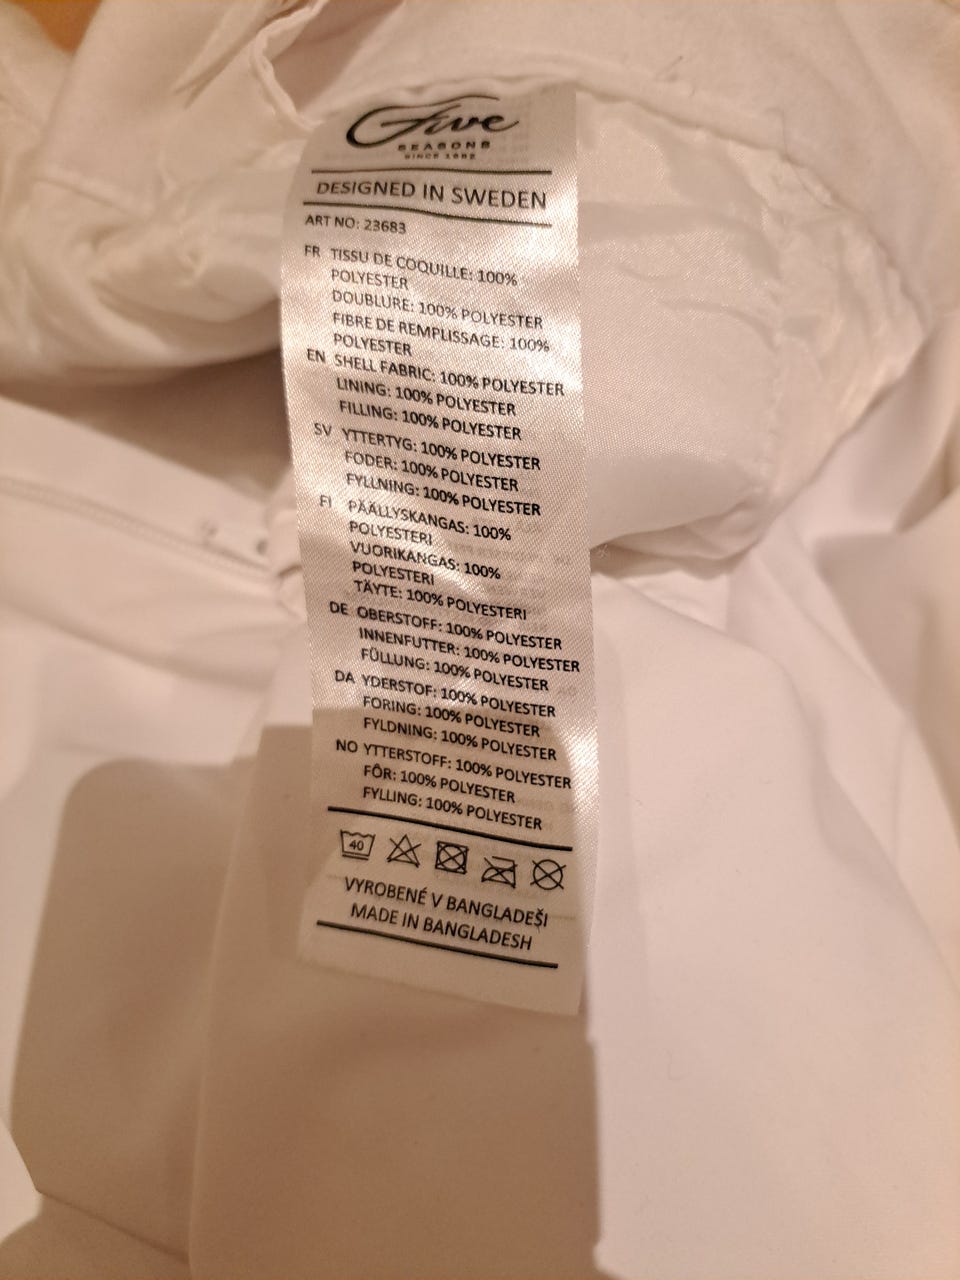 Five
SEASONS
SINCE 1982
DESIGNED IN SWEDEN
ART NO: 23683
FR TISSU DE COQUILLE: 100%
POLYESTER
DOUBLURE: 100% POLYESTER
FIBRE DE REMPLISSAGE: 100%
POLYESTER
EN SHELL FABRIC: 100% POLYESTER
LINING: 100% POLYESTER
FILLING: 100% POLYESTER
SV YTTERTYG: 100% POLYESTER
FODER: 100% POLYESTER
FYLLNING: 100% POLYESTER
FI PÄÄLLYSKANGAS: 100%
POLYESTERI
VUORIKANGAS: 100%
POLYESTERI
TÄYTE: 100% POLYESTERI
DE OBERSTOFF: 100% POLYESTER
INNENFUTTER: 100% POLYESTER
FÜLLUNG: 100% POLYESTER
DA YDERSTOF: 100% POLYESTER
FORING: 100% POLYESTER
FYLDNING: 100% POLYESTER
NO YTTERSTOFF: 100% POLYESTER
FÔR: 100% POLYESTER
FYLLING: 100% POLYESTER
40
VYROBENÉ V BANGLADEŠI
MADE IN BANGLADESH